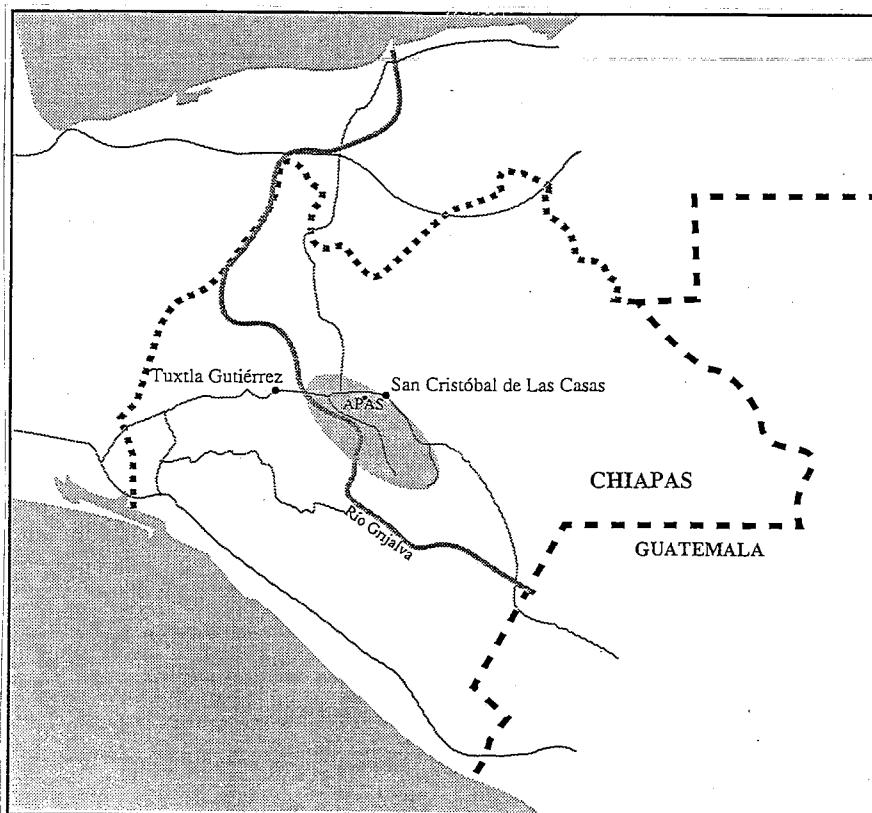 Tuxtla Gutiérrez
San Cristóbal de Las Casas
APAS
CHIAPAS
Río Grijalva
GUATEMALA